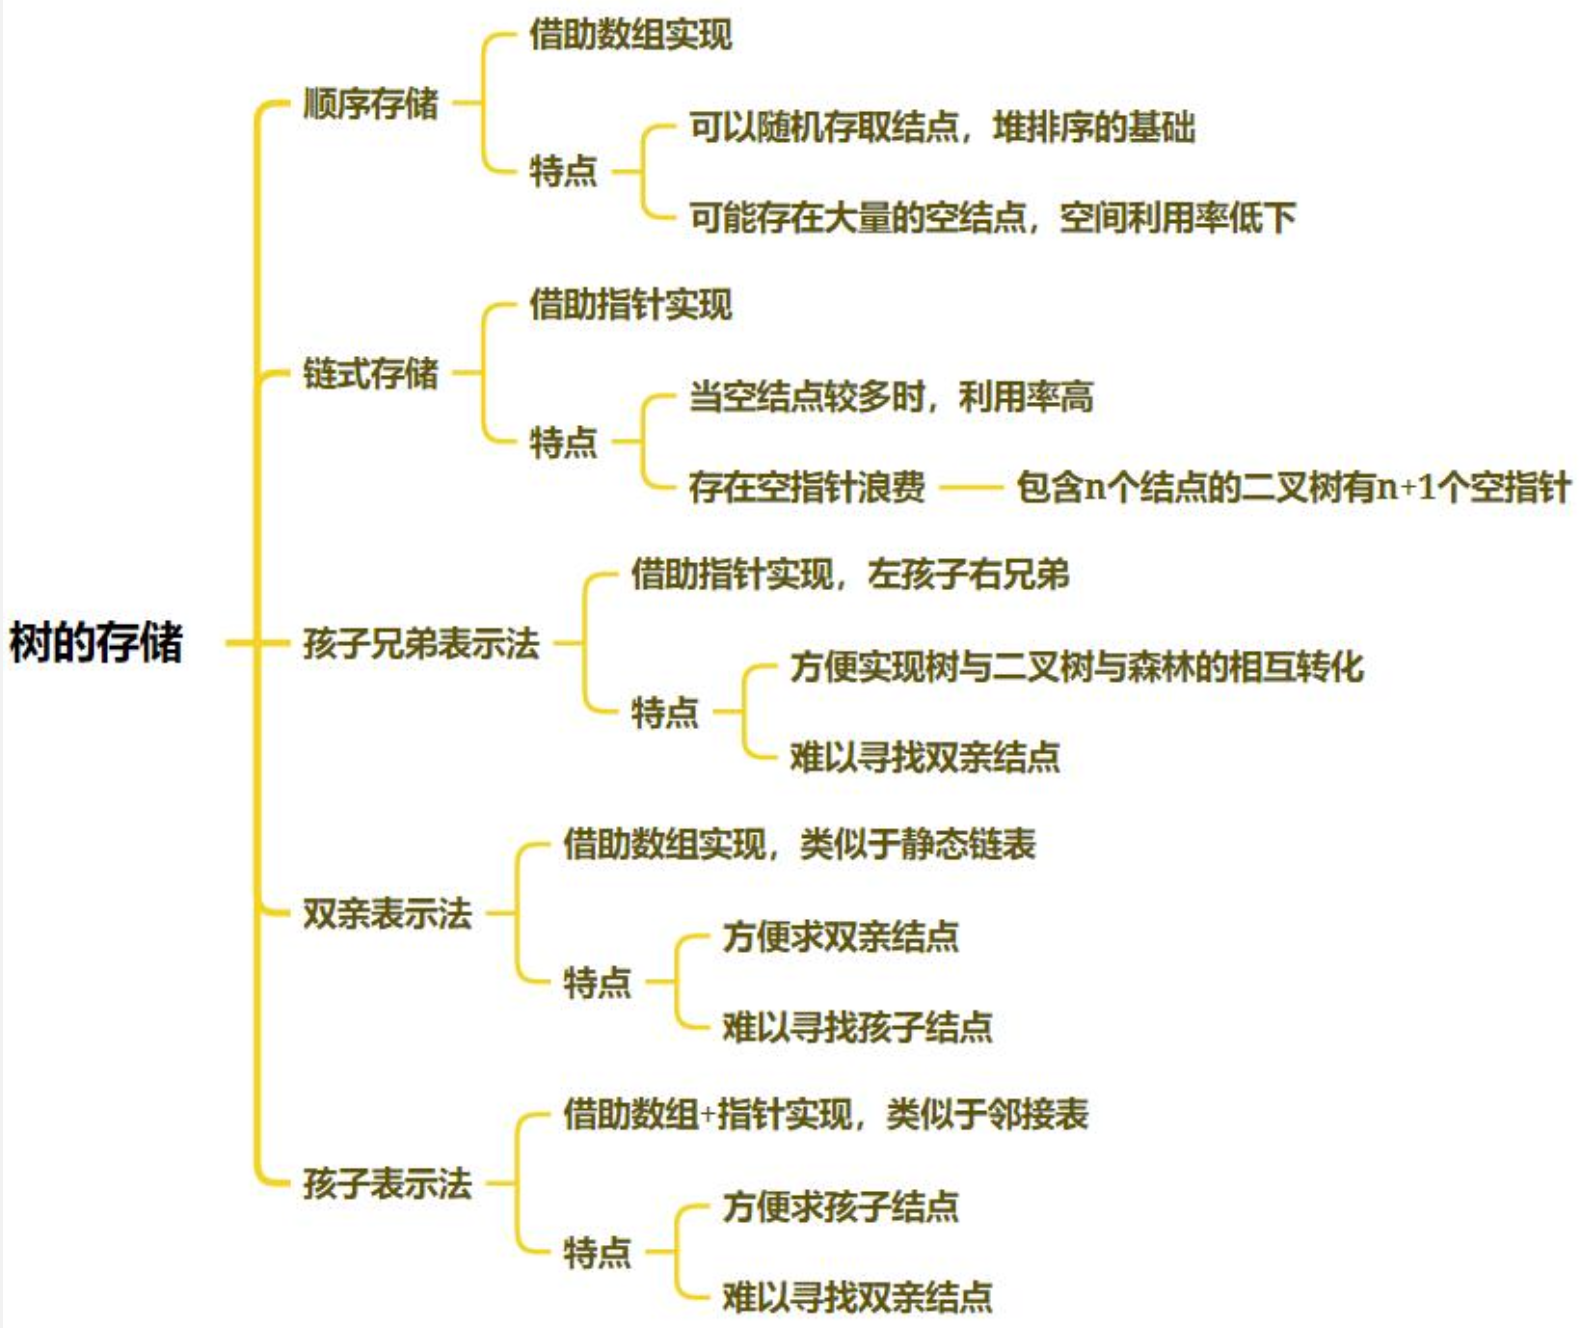 树的存储
顺序存储
借助数组实现
特点
可以随机存取结点，堆排序的基础
可能存在大量的空结点，空间利用率低下
链式存储
借助指针实现
特点
当空结点较多时，利用率高
存在空指针浪费
包含n个结点的二叉树有n+1个空指针
孩子兄弟表示法
借助指针实现，左孩子右兄弟
特点
方便实现树与二叉树与森林的相互转化
难以寻找双亲结点
双亲表示法
借助数组实现，类似于静态链表
特点
方便求双亲结点
难以寻找孩子结点
孩子表示法
借助数组+指针实现，类似于邻接表
特点
方便求孩子结点
难以寻找双亲结点